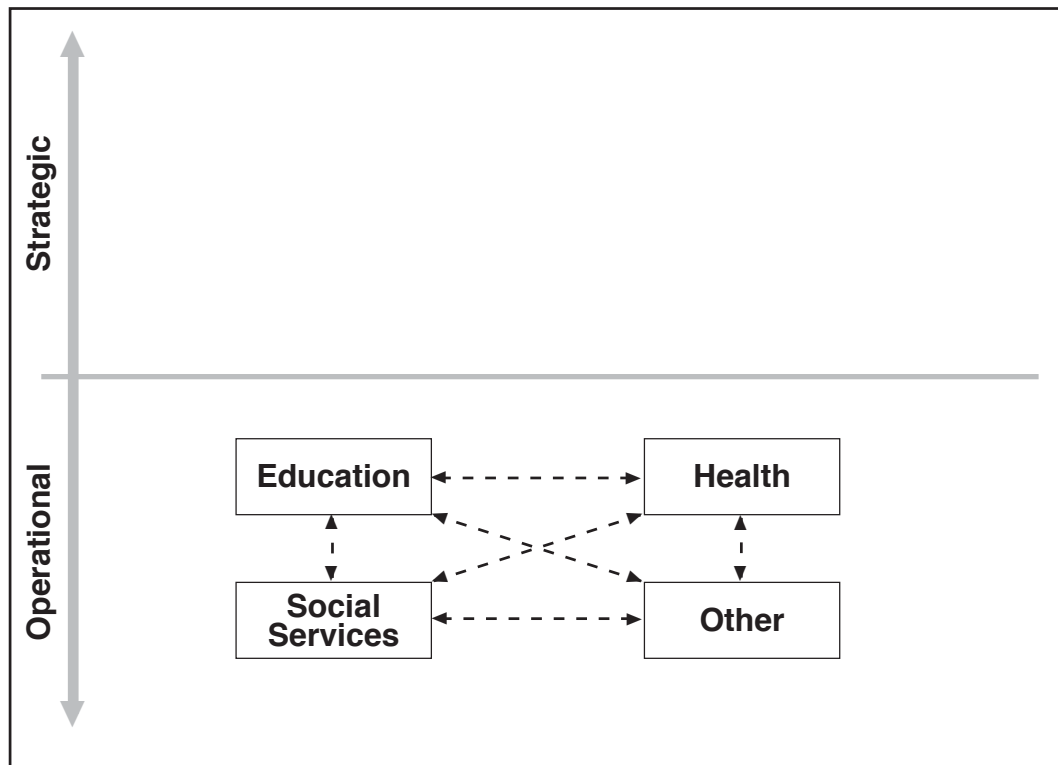 Strategic
Operational
Education
Health
Social
Services
Other